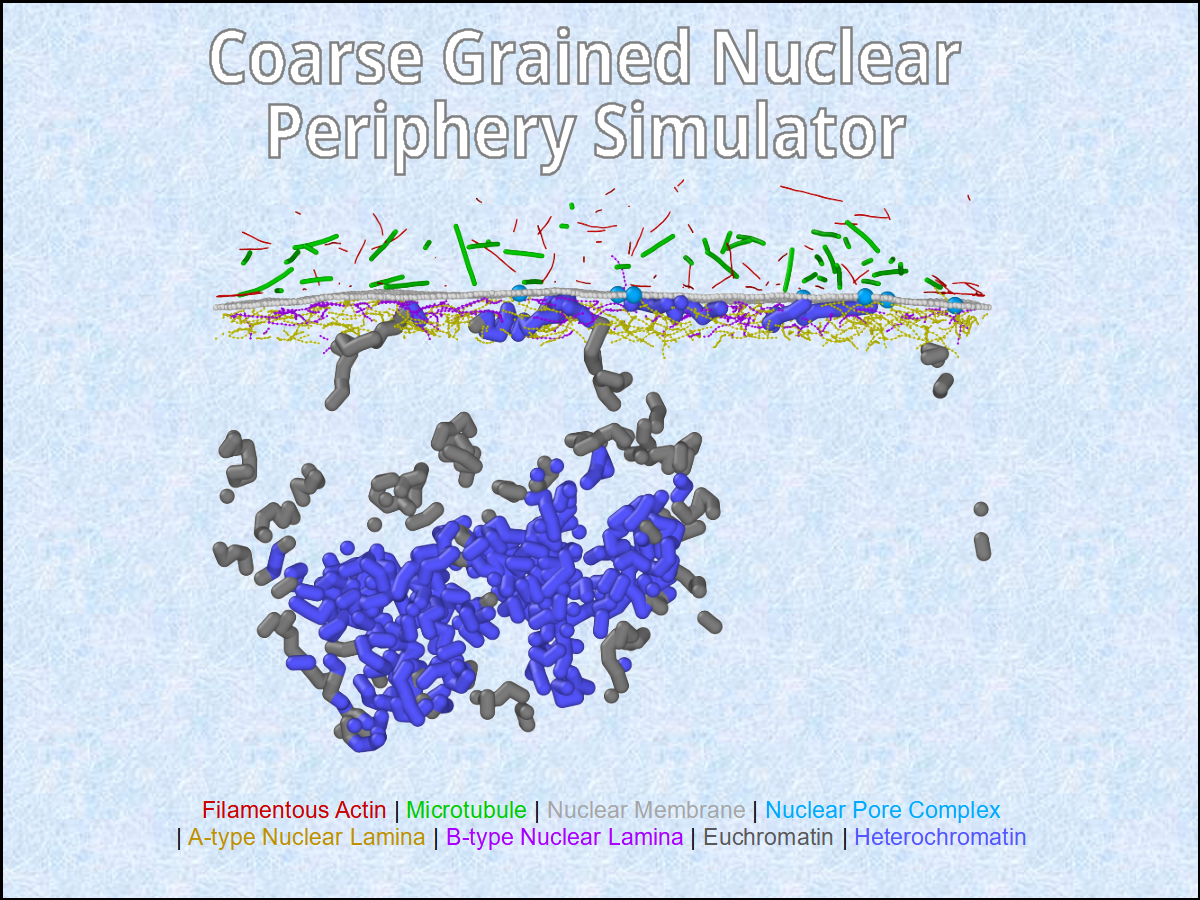 Coarse Grained Nuclear
Periphery Simulator
Filamentous Actin | Microtubule | Nuclear Membrane | Nuclear Pore Complex
| A-type Nuclear Lamina | B-type Nuclear Lamina | Euchromatin | Heterochromatin